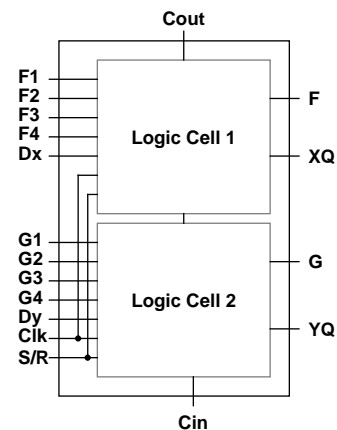 Cout
F1
F2
F3
F4
Dx
Logic Cell 1
F
XQ
G1
G2
G3
G4
Dy
Clk
S/R
Logic Cell 2
G
YQ
Cin